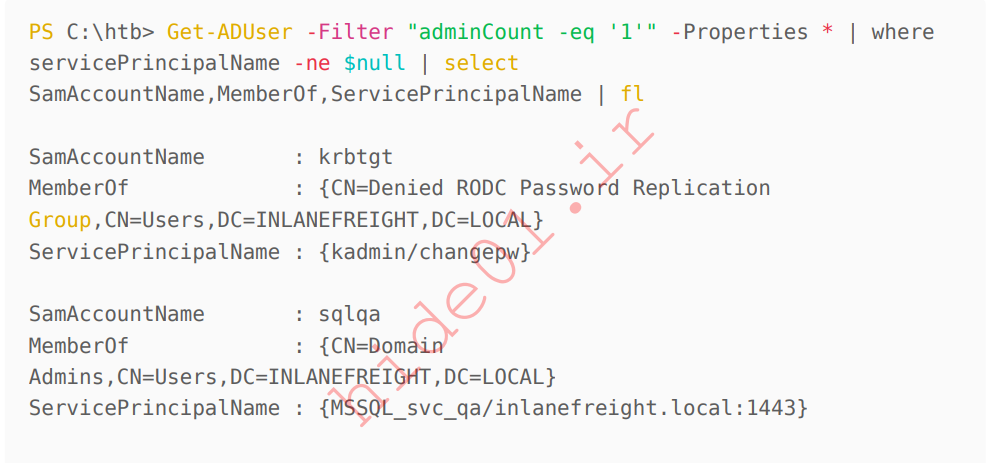 PS C:\htb> Get-ADUser -Filter "adminCount -eq '1'" -Properties * | where
servicePrincipalName -ne $null | select
SamAccountName,MemberOf,ServicePrincipalName | fl
SamAccountName       : krbtgt
MemberOf             : {CN=Denied RODC Password Replication
Group,CN=Users,DC=INLANEFREIGHT,DC=LOCAL}
ServicePrincipalName : {kadmin/changepw}
SamAccountName       : sqlqa
MemberOf             : {CN=Domain
Admins,CN=Users,DC=INLANEFREIGHT,DC=LOCAL}
ServicePrincipalName : {MSSQL_svc_qa/inlanefreight.local:1443}
hide01.ir